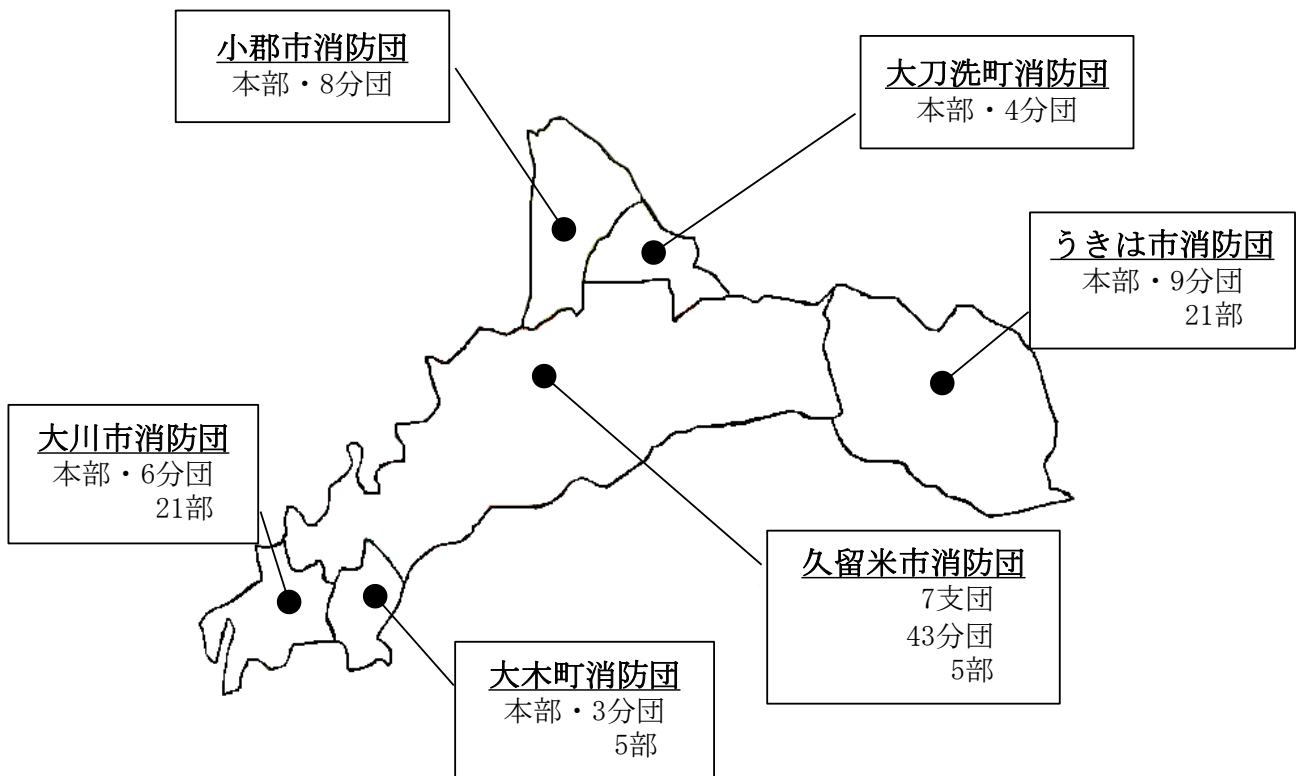 小郡市消防団
本部・8分団
大刀洗町消防団
本部・4分団
うきは市消防団
本部・9分団
21部
大川市消防団
本部・6分団
21部
久留米市消防団
7支団
43分団
5部
大木町消防団
本部・3分団
5部